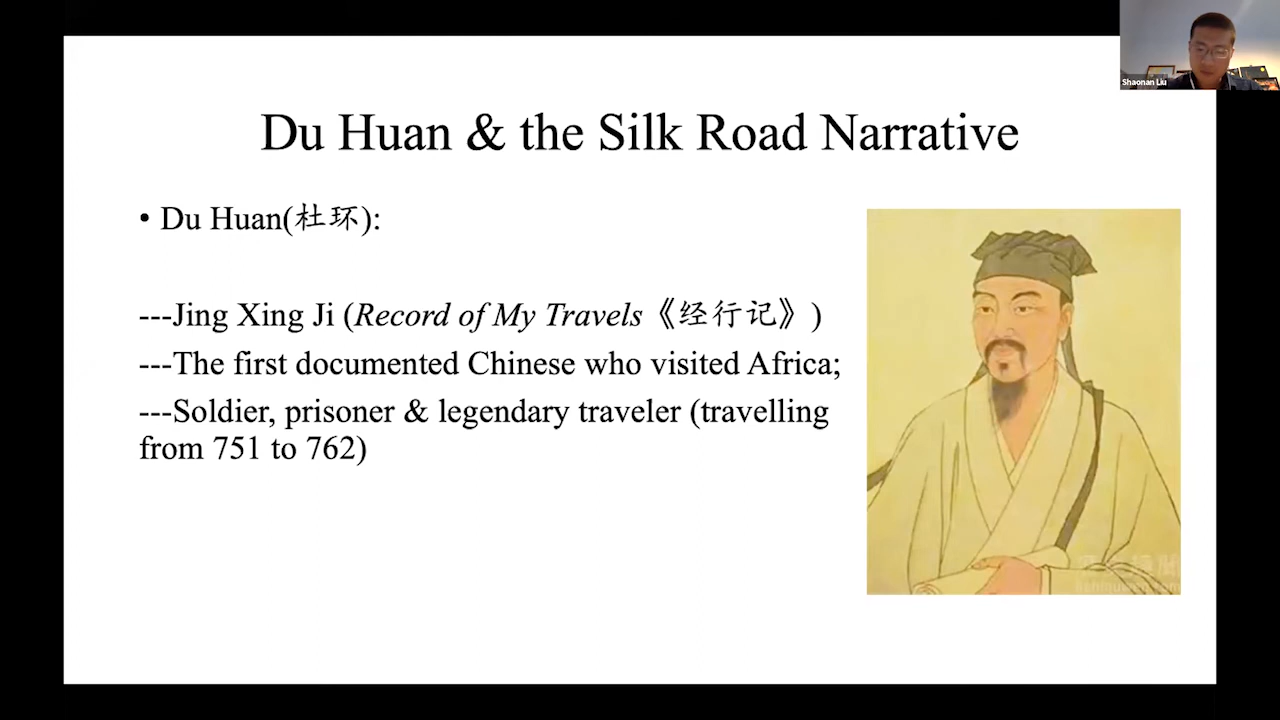 Shaonan Liu
Du Huan & the Silk Road Narrative
• Du Huan(杜环):
---Jing Xing Ji (Record of My Travels《经行记》)
---The first documented Chinese who visited Africa;
---Soldier, prisoner & legendary traveler (travelling
from 751 to 762)